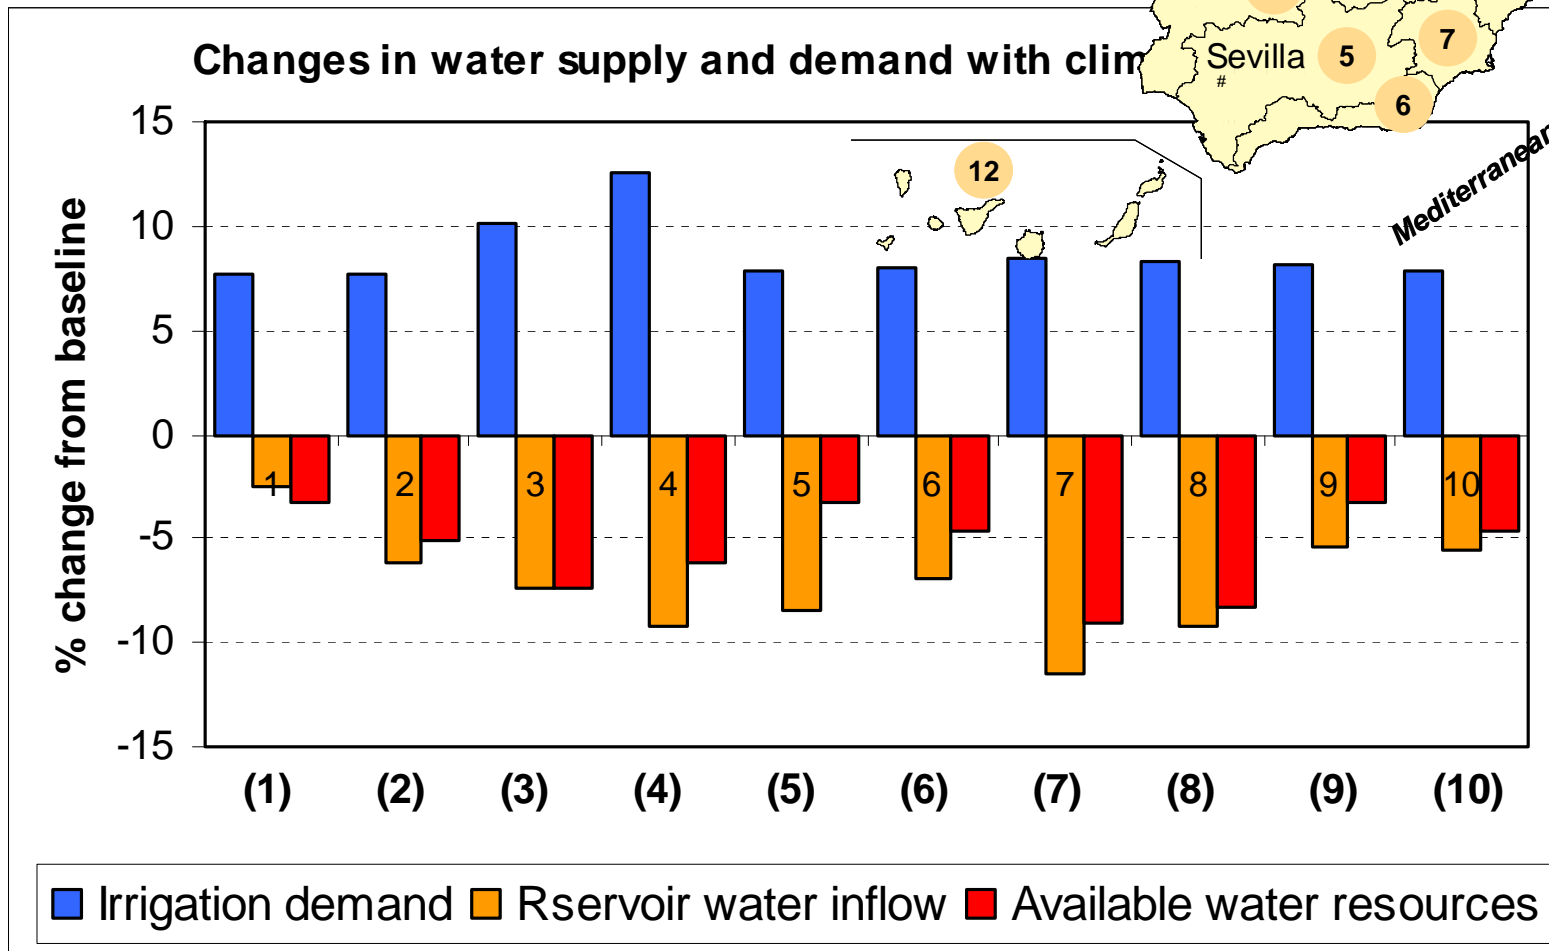 Changes in water supply and demand with clim
Sevilla
#
5
7
6
12
Mediterranean
% change from baseline
15
10
5
0
-5
-10
-15
1 2 3 4 5 6 7 8 9 10
(1) (2) (3) (4) (5) (6) (7) (8) (9) (10)
Irrigation demand Rservoir water inflow Available water resources